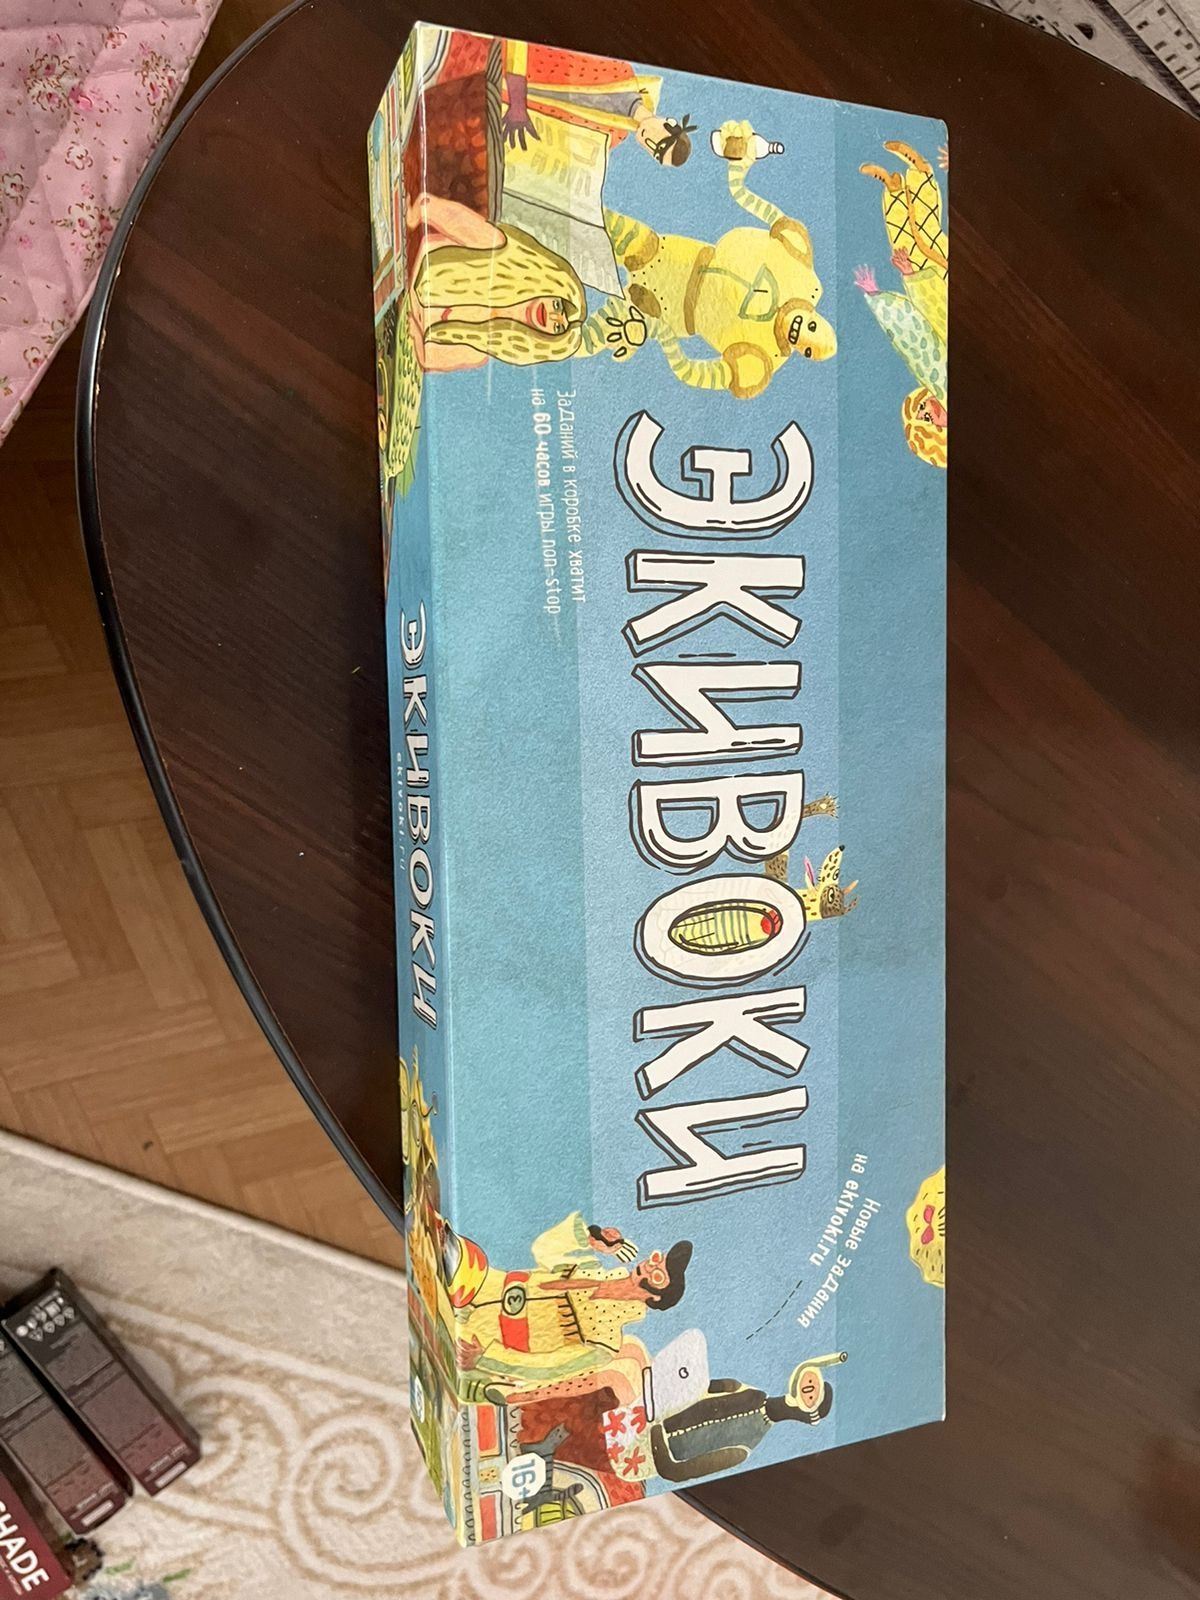 ЭКИВОКИ
Заданий в коробке хватит
на 60 часов игры non-stop
Новые задания
на ekivoki.ru
16+
ЭКИВОКИ
ekivoki.ru
HADE